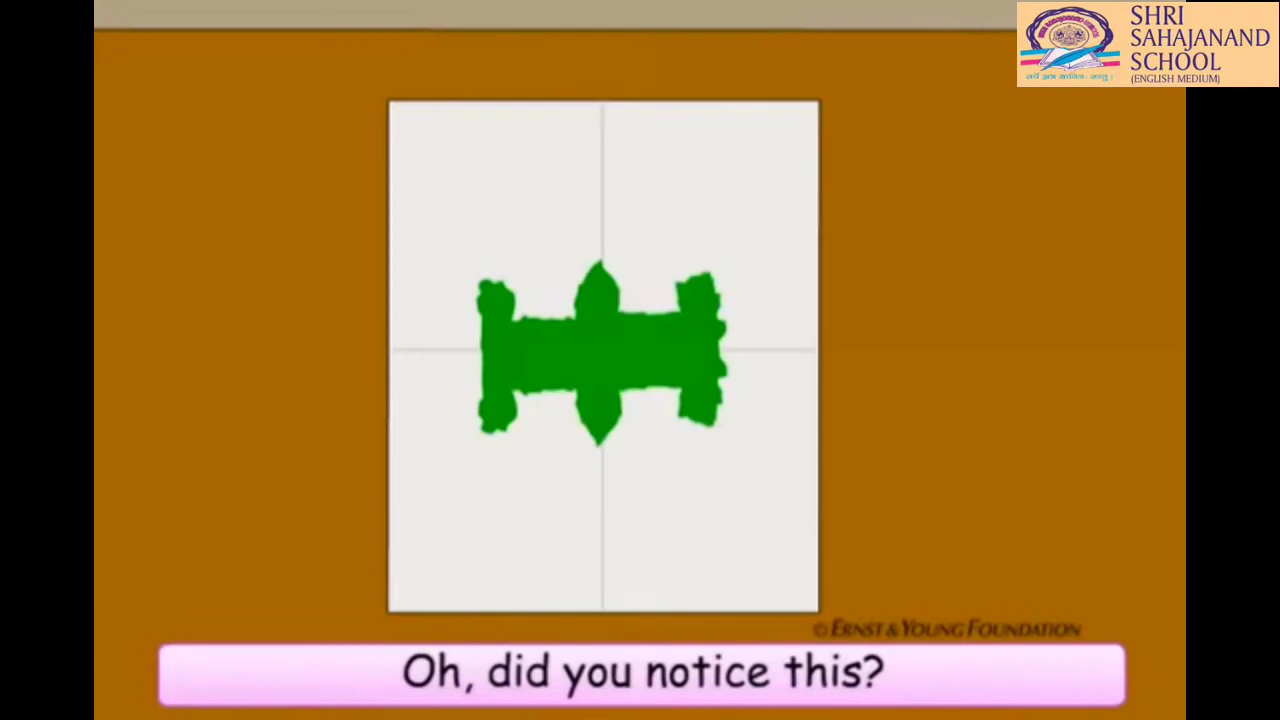 SHRI
SAHAJANAND
SCHOOL
(ENGLISH MEDIUM)
© ERNST & YOUNG FOUNDATION
Oh, did you notice this?